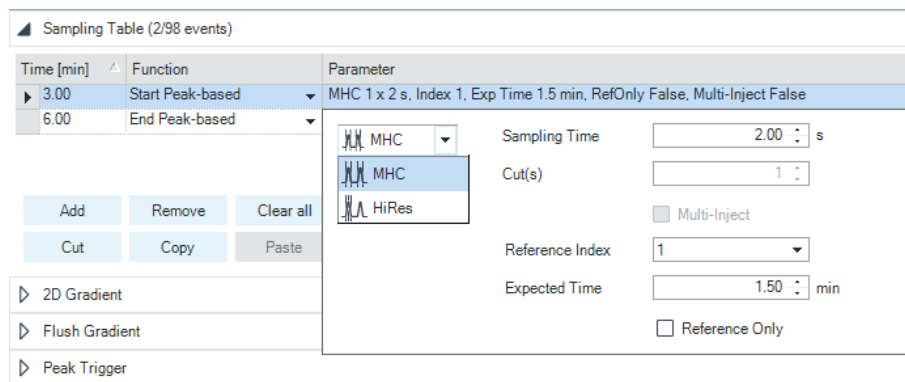 Sampling Table (2/98 events)
Time [min] Function Parameter
3.00 Start Peak-based MHC 1 x 2 s, Index 1, Exp Time 1.5 min, RefOnly False, Multi-Inject False
6.00 End Peak-based
MHC Sampling Time 2.00 s
MHC Cut(s) 1
HiRes
Add Remove Clear all Multi-Inject
Cut Copy Paste Reference Index 1
2D Gradient Expected Time 1.50 min
Flush Gradient Reference Only
Peak Trigger